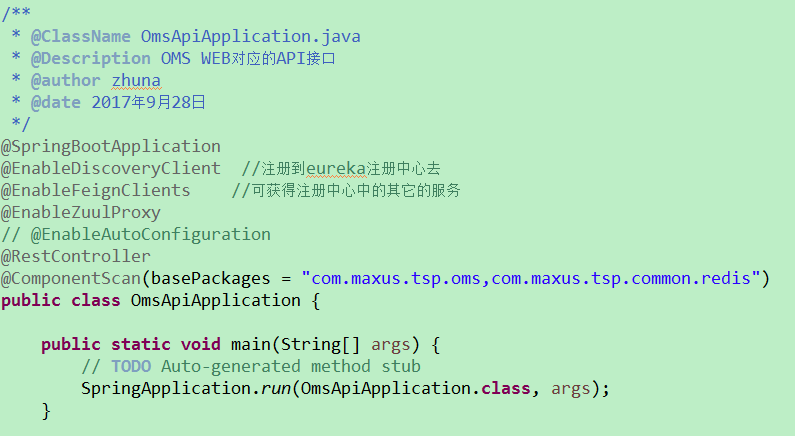 /**
 * @ClassName OmsApiApplication.java
 * @Description OMS WEB对应的API接口
 * @author zhuna
 * @date 2017年9月28日
 */
@SpringBootApplication
@EnableDiscoveryClient  //注册到eureka注册中心去
@EnableFeignClients    //可获得注册中心中的其它的服务
@EnableZuulProxy
// @EnableAutoConfiguration
@RestController
@ComponentScan(basePackages = "com.maxus.tsp.oms,com.maxus.tsp.common.redis")
public class OmsApiApplication {
    public static void main(String[] args) {
        // TODO Auto-generated method stub
        SpringApplication.run(OmsApiApplication.class, args);
    }